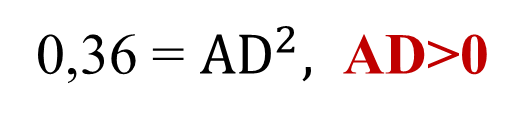 0,36 = AD², AD>0